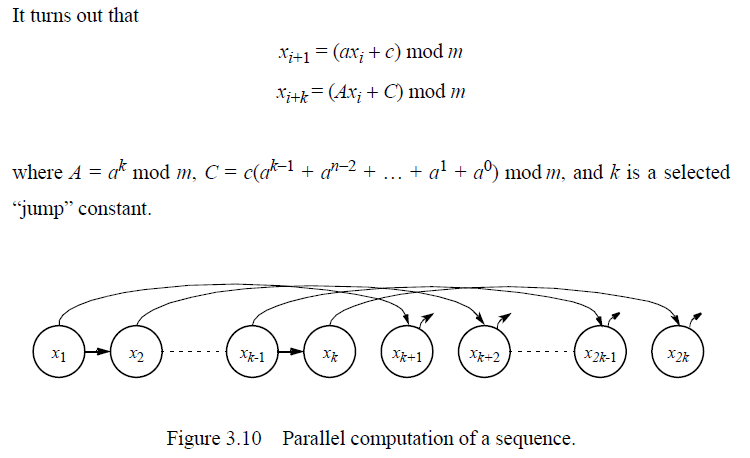 It turns out that
xᵢ₊₁ = (axᵢ + c) mod m
xᵢ₊ₖ = (Axᵢ + C) mod m
where A = aᵏ mod m, C = c(aᵏ⁻¹ + aⁿ⁻² + … + a¹ + a⁰) mod m, and k is a selected
“jump” constant.
x₁ x₂ xₖ₋₁ xₖ xₖ₊₁ xₖ₊₂ x₂ₖ₋₁ x₂ₖ
Figure 3.10 Parallel computation of a sequence.